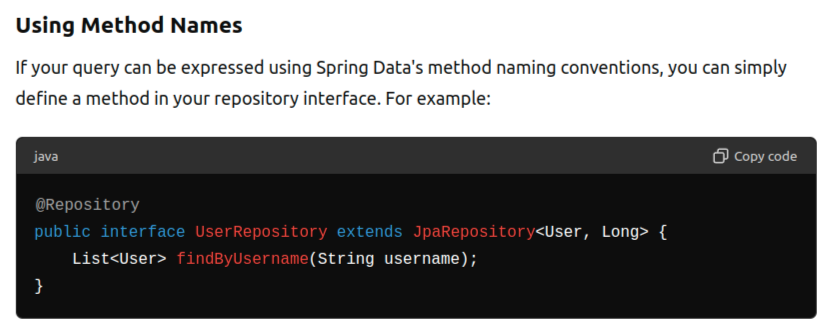 Using Method Names
If your query can be expressed using Spring Data's method naming conventions, you can simply
define a method in your repository interface. For example:
java
Copy code
@Repository
public interface UserRepository extends JpaRepository<User, Long> {
    List<User> findByUsername(String username);
}